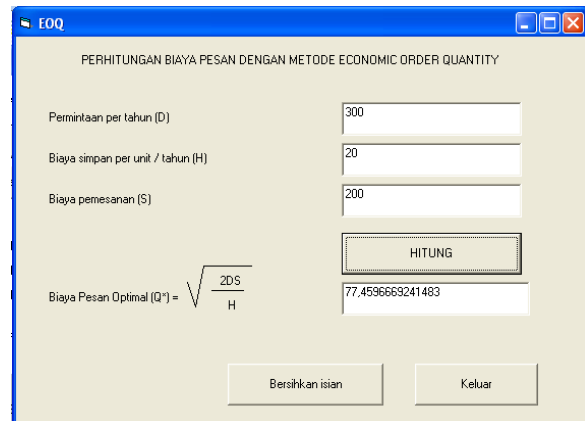 EOQ
PERHITUNGAN BIAYA PESAN DENGAN METODE ECONOMIC ORDER QUANTITY
Permintaan per tahun (D)
300
Biaya simpan per unit / tahun (H)
20
Biaya pemesanan (S)
200
HITUNG
Biaya Pesan Optimal (Q*) = √ 2DS / H
77,4596669241483
Bersihkan isian
Keluar